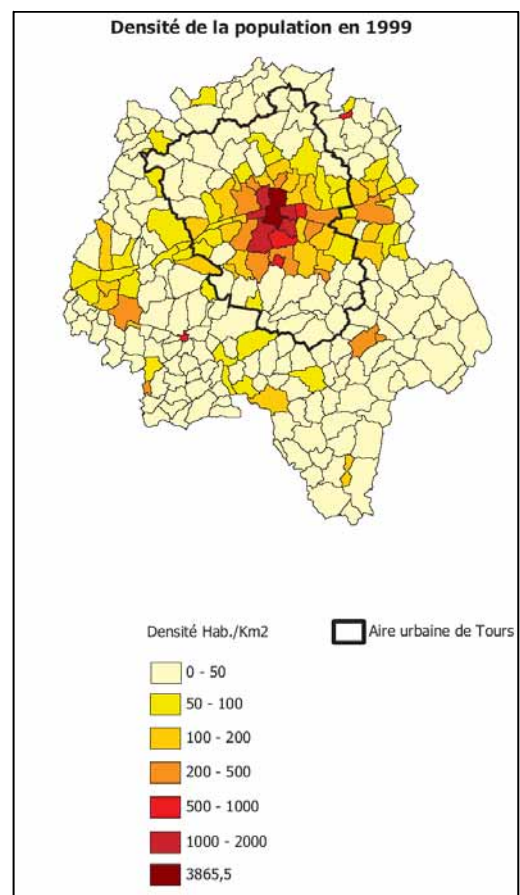 Densité de la population en 1999
Densité Hab./Km2
Aire urbaine de Tours
0 - 50
50 - 100
100 - 200
200 - 500
500 - 1000
1000 - 2000
3865,5